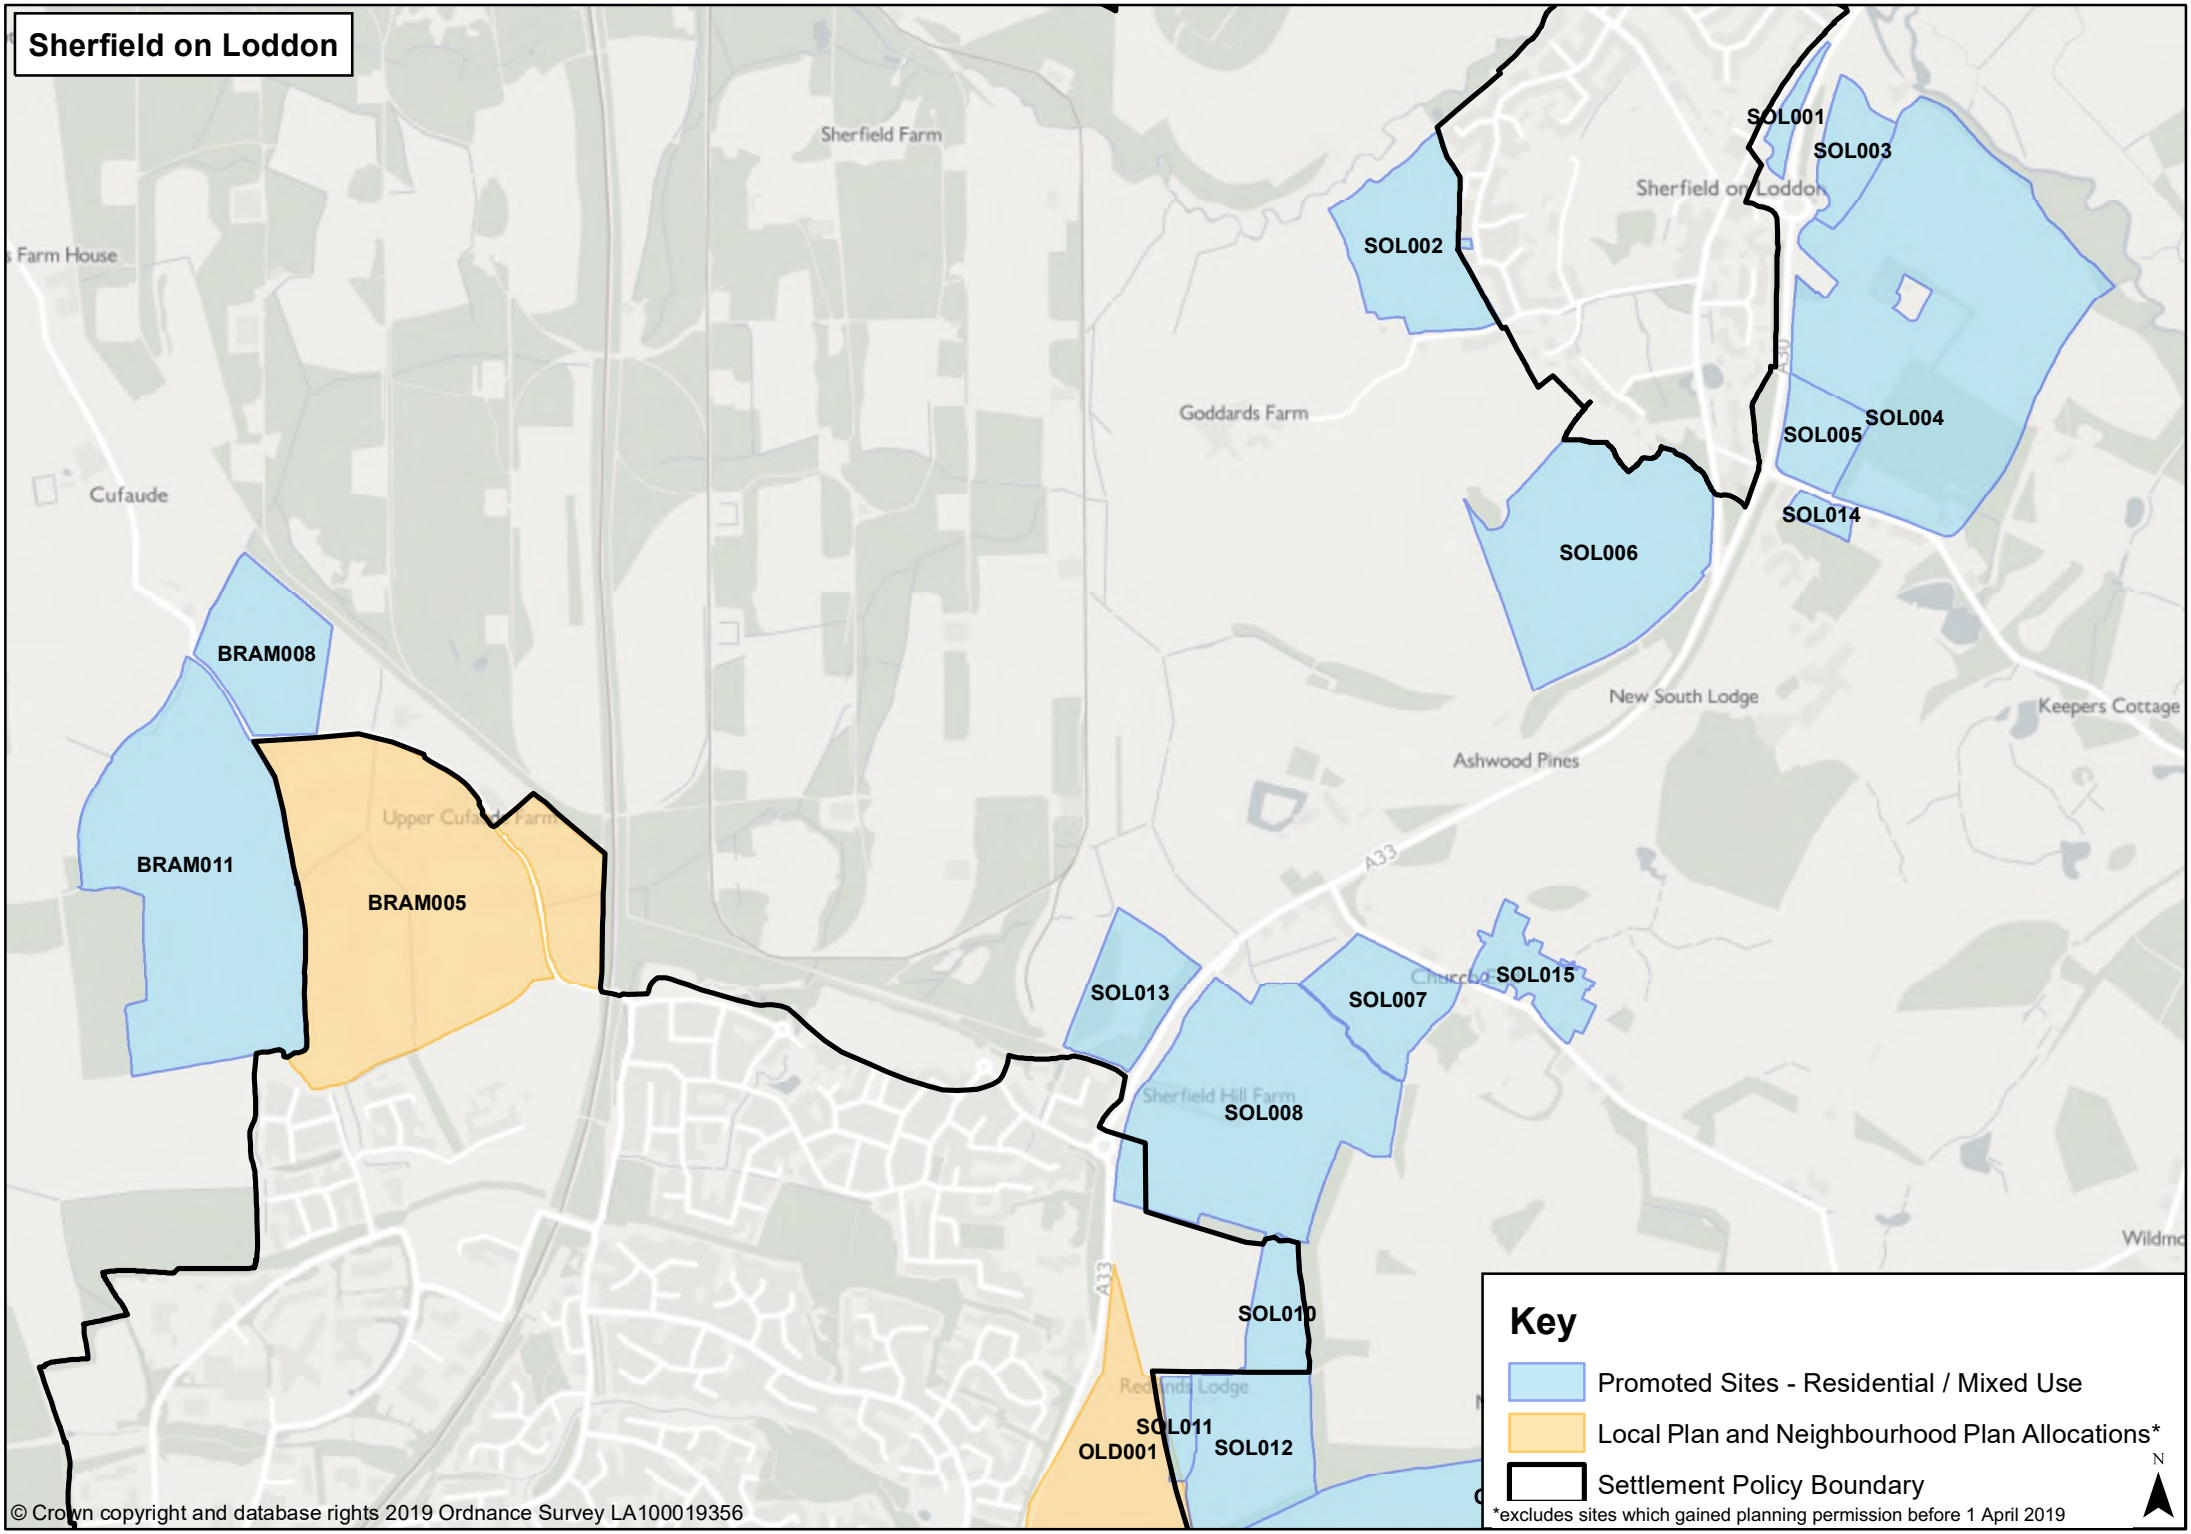 Sherfield on Loddon
Sherfield Farm
SOL001
SOL003
Sherfield on Loddon
SOL002
s Farm House
A30
Goddards Farm
SOL004
SOL005
Cufaude
SOL014
SOL006
BRAM008
New South Lodge
Keepers Cottage
Ashwood Pines
Upper Cufaude Farm
A33
BRAM011
BRAM005
SOL015
SOL013
SOL007
Sherfield Hill Farm
SOL008
Wildmo
A33
SOL010
Redlands Lodge
SOL011
OLD001
SOL012
Key
Promoted Sites - Residential / Mixed Use
Local Plan and Neighbourhood Plan Allocations*
N
Settlement Policy Boundary
*excludes sites which gained planning permission before 1 April 2019
© Crown copyright and database rights 2019 Ordnance Survey LA100019356